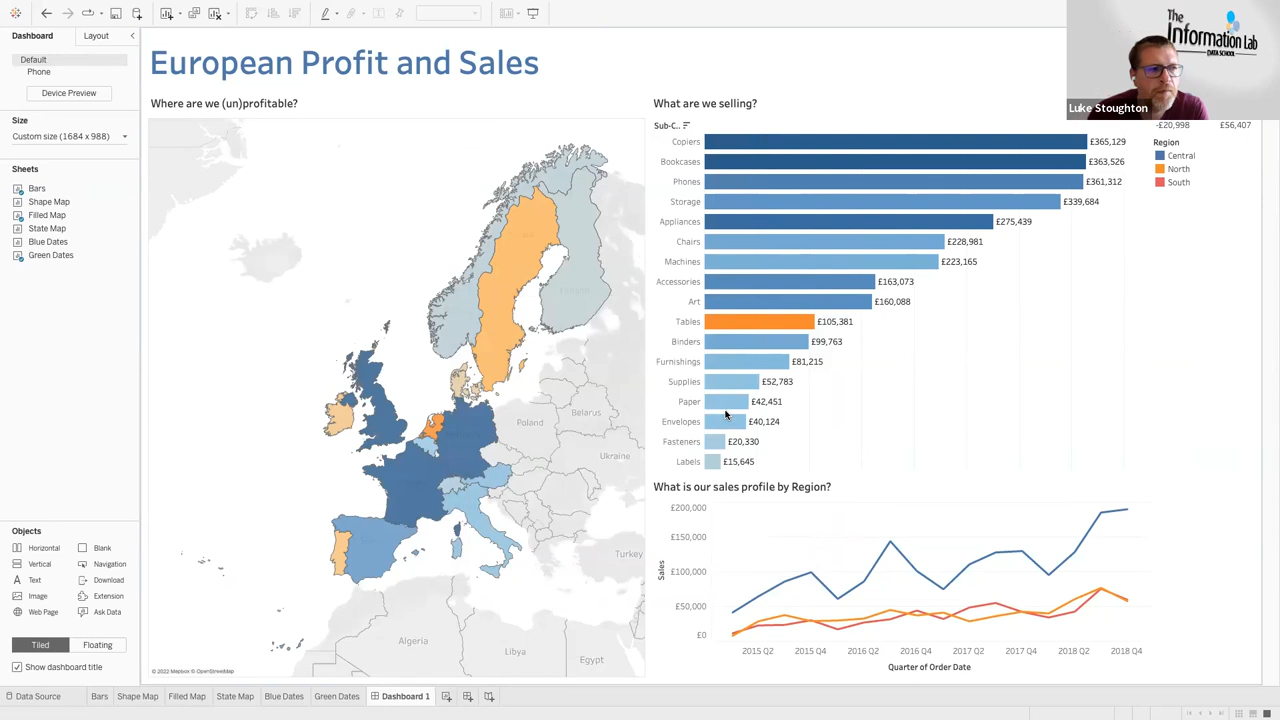 The
Information Lab
DATA SCHOOL
Luke Stoughton
Dashboard
Layout
Default
Phone
Device Preview
Size
Custom size (1684 x 988)
Sheets
Bars
Shape Map
Filled Map
State Map
Blue Dates
Green Dates
Objects
Horizontal
Blank
Vertical
Navigation
Text
Download
Image
Extension
Web Page
Ask Data
Tiled
Floating
Show dashboard title
European Profit and Sales
Where are we (un)profitable?
Poland
Belarus
Ukraine
Turkey
Algeria
Libya
Egypt
© 2022 Mapbox © OpenStreetMap
What are we selling?
Sub-C..
Copiers £365,129
Bookcases £363,526
Phones £361,312
Storage £339,684
Appliances £275,439
Chairs £228,981
Machines £223,165
Accessories £163,073
Art £160,088
Tables £105,381
Binders £99,763
Furnishings £81,215
Supplies £52,783
Paper £42,451
Envelopes £40,124
Fasteners £20,330
Labels £15,645
-£20,998 £56,407
Region
Central
North
South
What is our sales profile by Region?
Sales
£200,000
£150,000
£100,000
£50,000
£0
2015 Q2 2015 Q4 2016 Q2 2016 Q4 2017 Q2 2017 Q4 2018 Q2 2018 Q4
Quarter of Order Date
Data Source Bars Shape Map Filled Map State Map Blue Dates Green Dates Dashboard 1